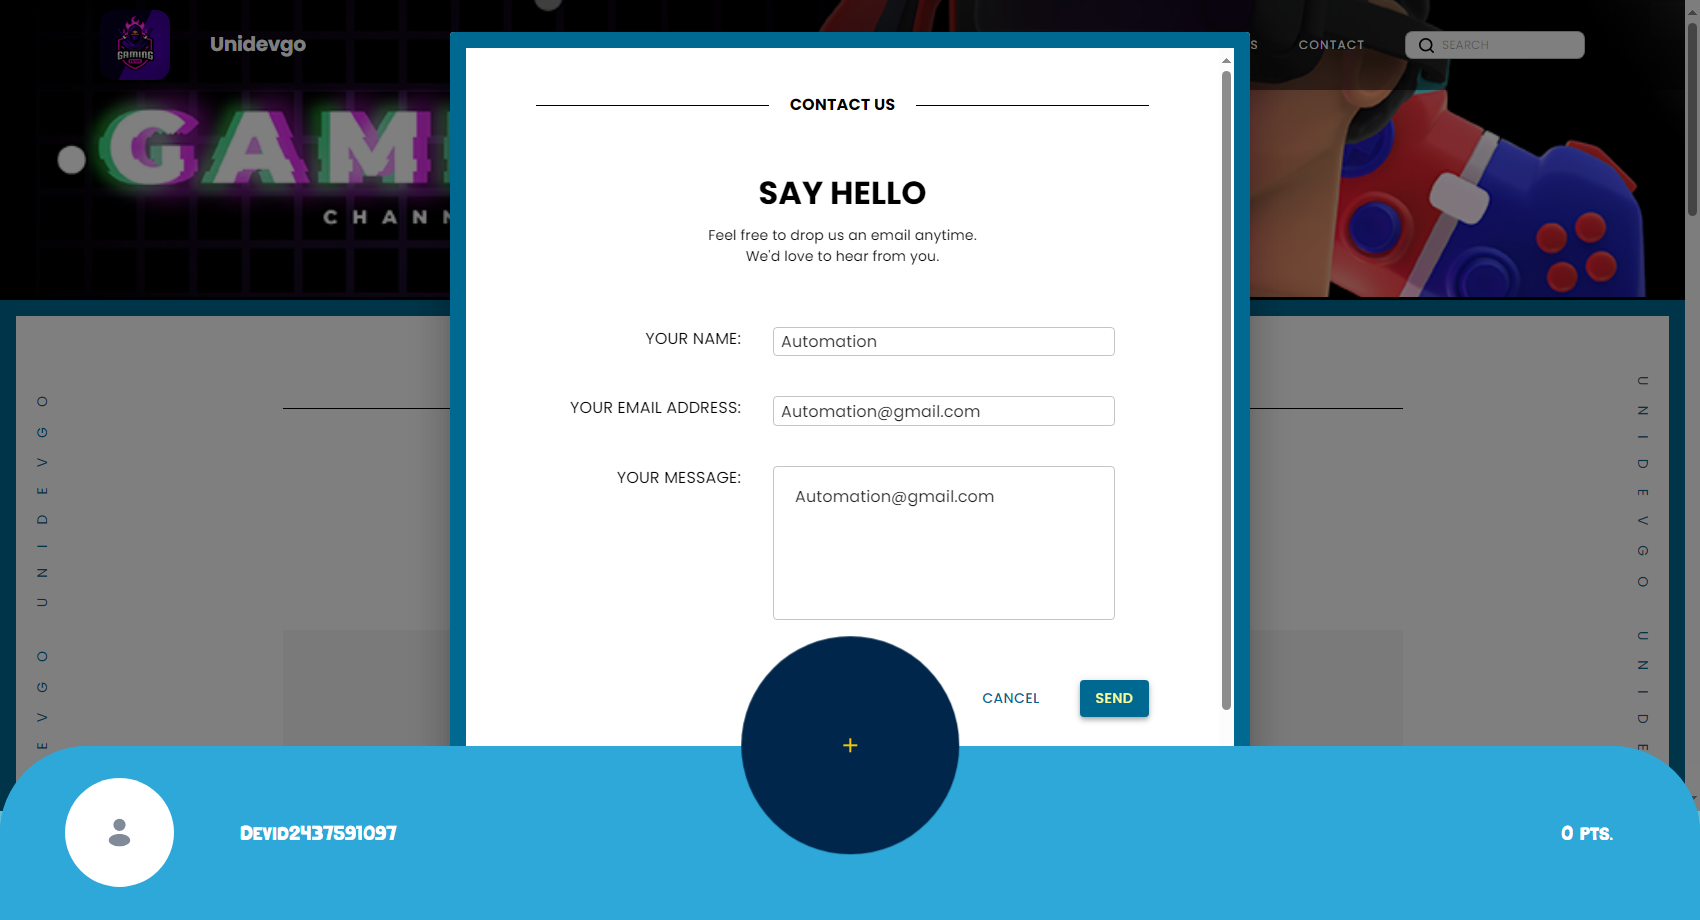 GAMING
Unidevgo
S
CONTACT
SEARCH
GAM
CHANN
CONTACT US
SAY HELLO
Feel free to drop us an email anytime.
We'd love to hear from you.
YOUR NAME:
Automation
YOUR EMAIL ADDRESS:
Automation@gmail.com
YOUR MESSAGE:
Automation@gmail.com
CANCEL
SEND
+
UNIDEVGO
EVGO
UNIDEVGO
UNIDE
Devid2437591097
0 pts.